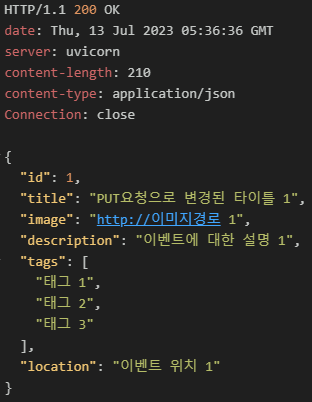 HTTP/1.1 200 OK
date: Thu, 13 Jul 2023 05:36:36 GMT
server: uvicorn
content-length: 210
content-type: application/json
Connection: close
{
"id": 1,
"title": "PUT요청으로 변경된 타이틀 1",
"image": "http://이미지경로 1",
"description": "이벤트에 대한 설명 1",
"tags": [
"태그 1",
"태그 2",
"태그 3"
],
"location": "이벤트 위치 1"
}